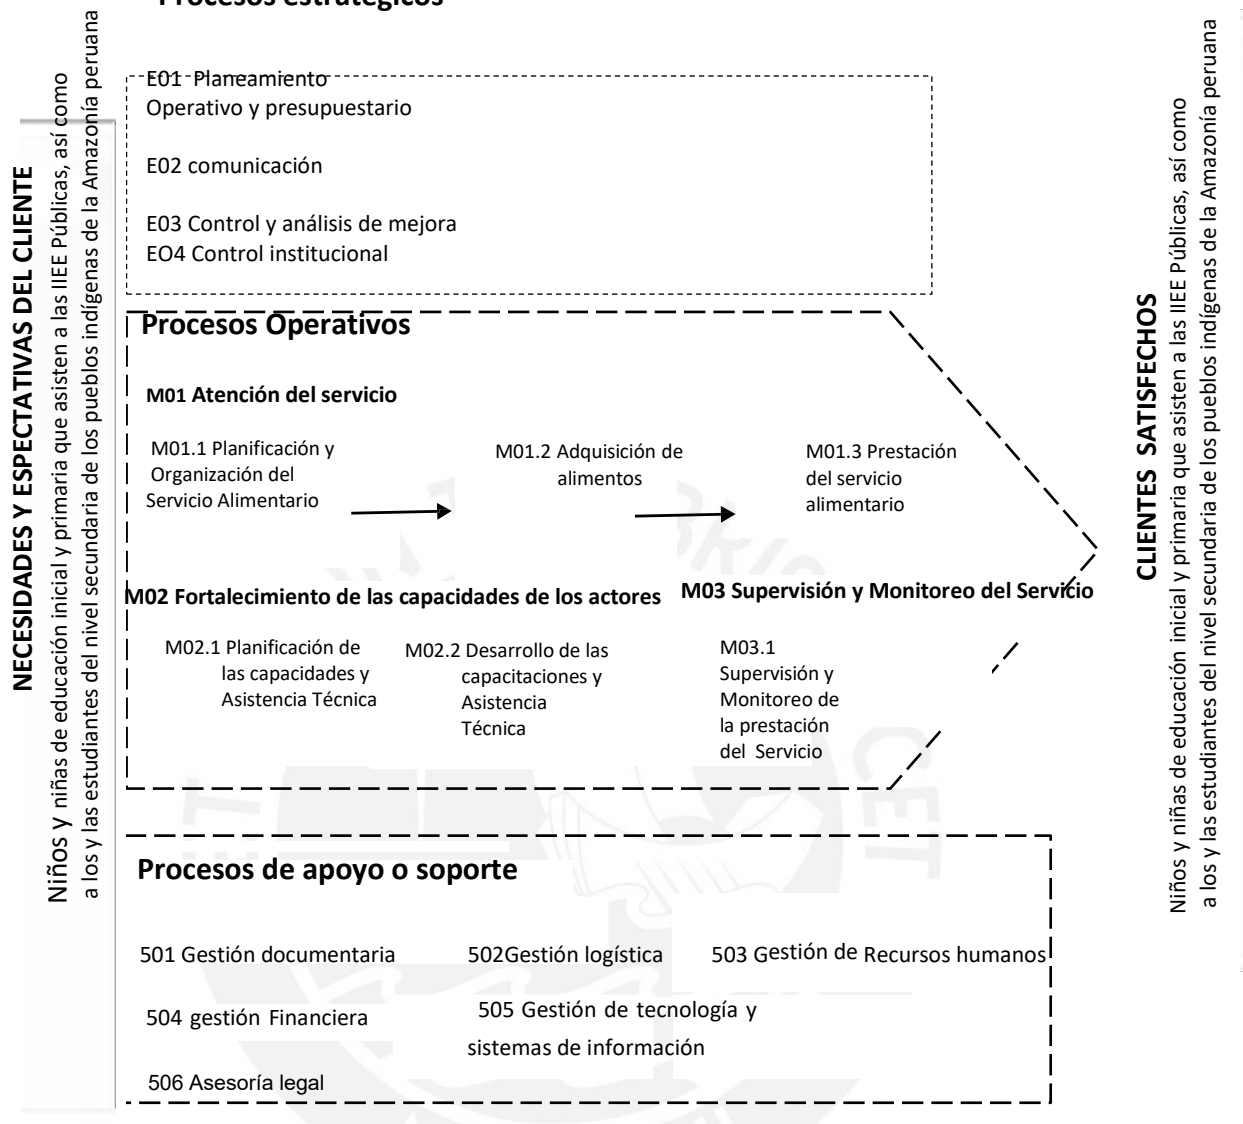 Procesos estratégicos
NECESIDADES Y ESPECTATIVAS DEL CLIENTE
Niños y niñas de educación inicial y primaria que asisten a las IIEE Públicas, así como
a los y las estudiantes del nivel secundaria de los pueblos indígenas de la Amazonía peruana
E01 Planeamiento
Operativo y presupuestario
E02 comunicación
E03 Control y análisis de mejora
EO4 Control institucional
Procesos Operativos
M01 Atención del servicio
M01.1 Planificación y
Organización del
Servicio Alimentario
M01.2 Adquisición de
alimentos
M01.3 Prestación
del servicio
alimentario
M02 Fortalecimiento de las capacidades de los actores
M03 Supervisión y Monitoreo del Servicio
M02.1 Planificación de
las capacidades y
Asistencia Técnica
M02.2 Desarrollo de las
capacitaciones y
Asistencia
Técnica
M03.1
Supervisión y
Monitoreo de
la prestación
del Servicio
Procesos de apoyo o soporte
501 Gestión documentaria
502Gestión logística
503 Gestión de Recursos humanos
504 gestión Financiera
505 Gestión de tecnología y
sistemas de información
506 Asesoría legal
CLIENTES SATISFECHOS
Niños y niñas de educación inicial y primaria que asisten a las IIEE Públicas, así como
a los y las estudiantes del nivel secundaria de los pueblos indígenas de la Amazonía peruana